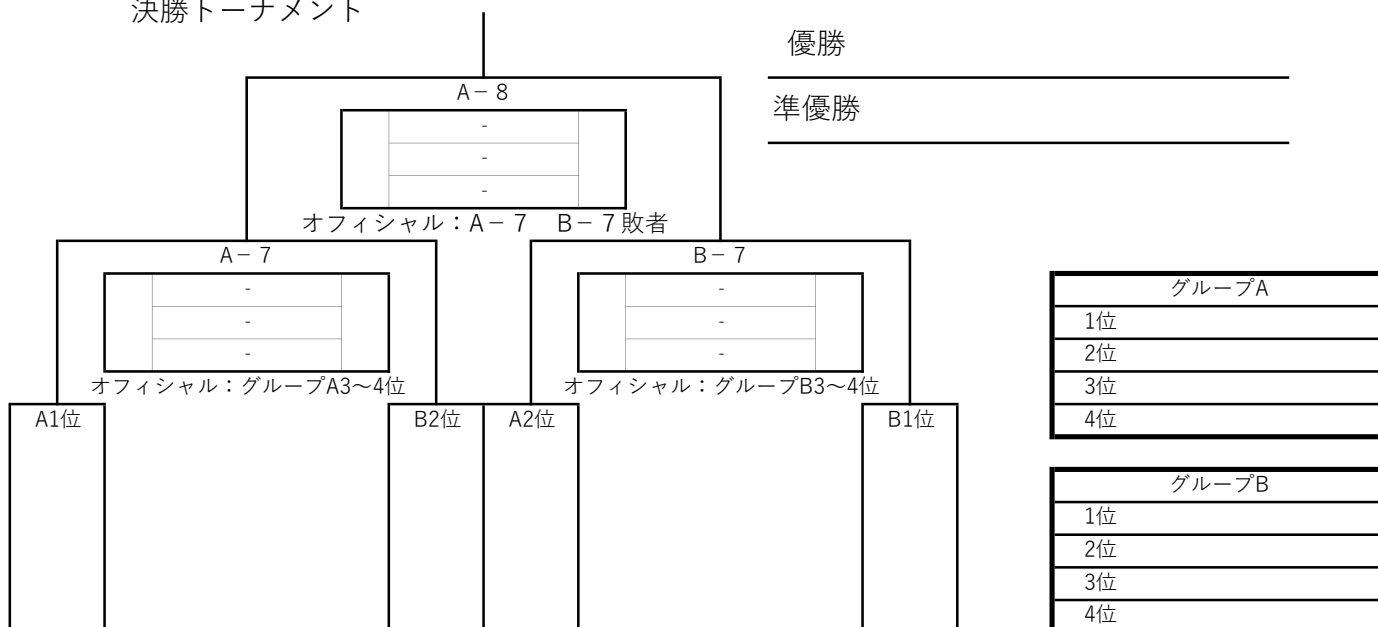 決勝トーナメント
優勝
A－8
準優勝
-
-
-
オフィシャル：A－7　B－7敗者
A－7
B－7
-
-
-
-
-
-
オフィシャル：グループA3～4位
オフィシャル：グループB3～4位
A1位
B2位
A2位
B1位
グループA
1位
2位
3位
4位
グループB
1位
2位
3位
4位